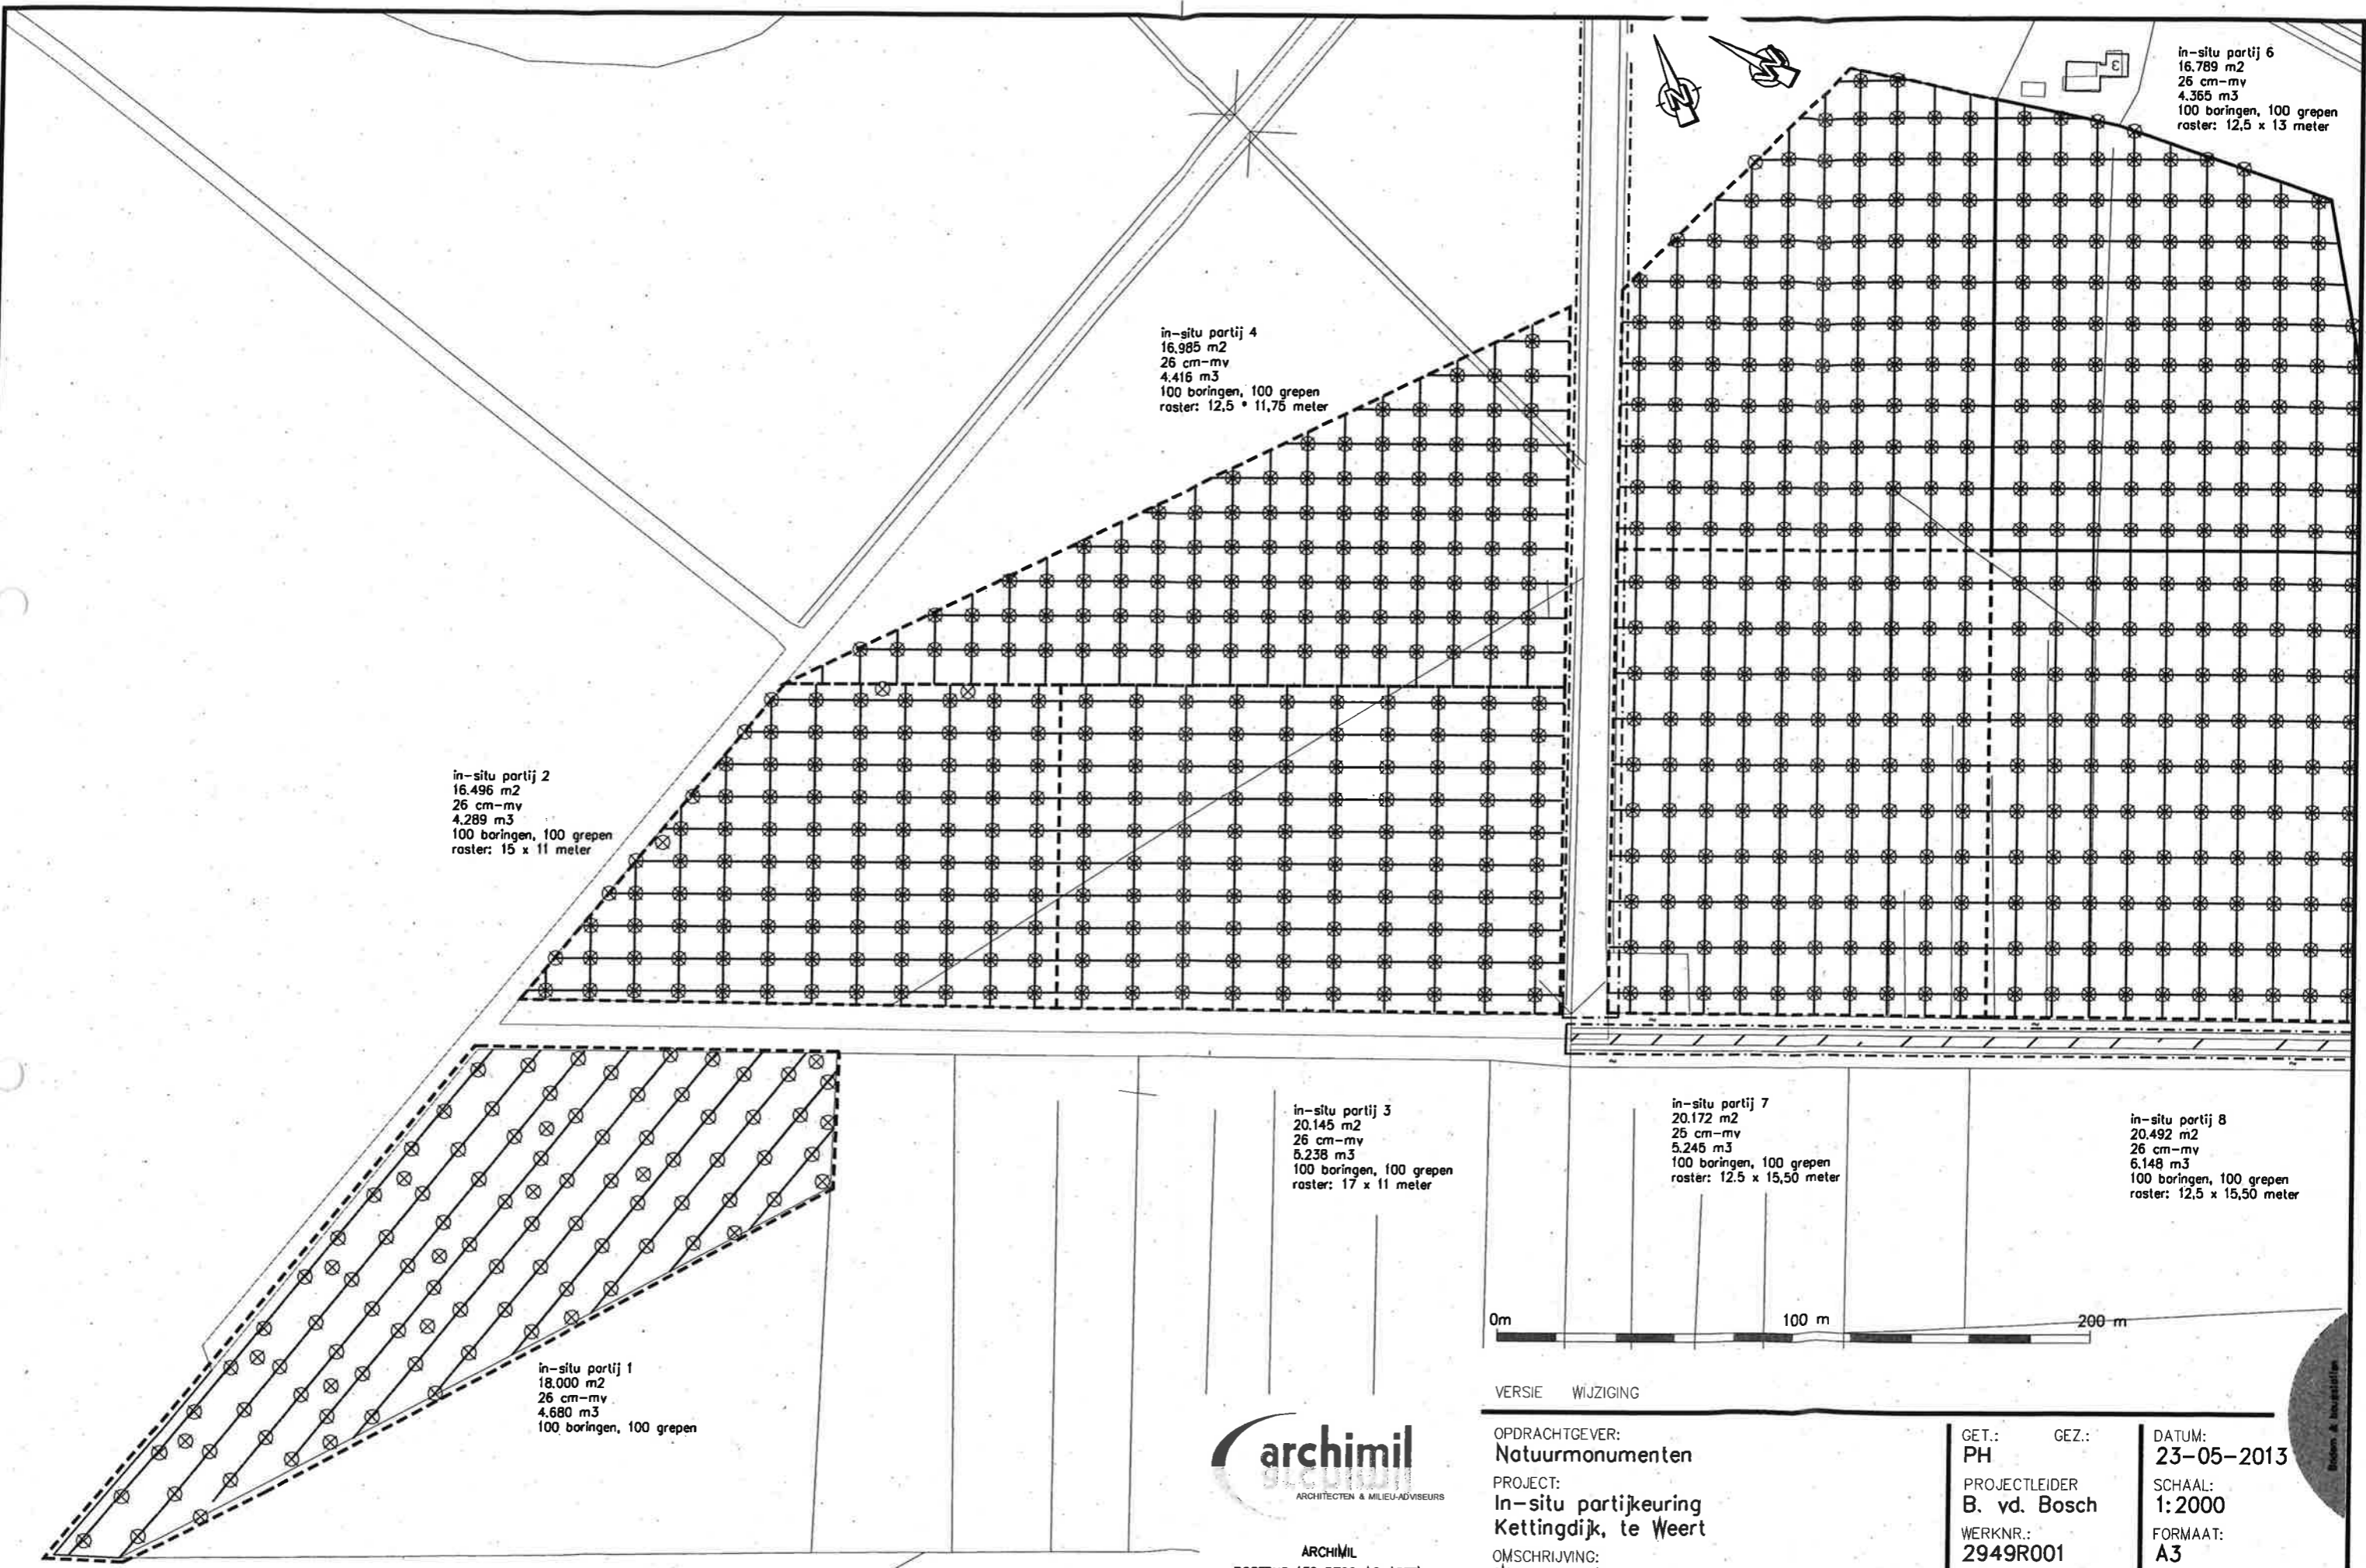 in-situ partij 6
16.789 m2
26 cm-mv
4.365 m3
100 boringen, 100 grepen
raster: 12,5 x 13 meter
in-situ partij 4
16.985 m2
26 cm-mv
4.416 m3
100 boringen, 100 grepen
raster: 12,5 * 11,75 meter
in-situ partij 2
16.496 m2
26 cm-mv
4.289 m3
100 boringen, 100 grepen
raster: 15 x 11 meter
in-situ partij 3
20.145 m2
26 cm-mv
5.238 m3
100 boringen, 100 grepen
raster: 17 x 11 meter
in-situ partij 7
20.172 m2
26 cm-mv
5.245 m3
100 boringen, 100 grepen
raster: 12.5 x 15,50 meter
in-situ partij 8
20.492 m2
26 cm-mv
6.148 m3
100 boringen, 100 grepen
raster: 12,5 x 15,50 meter
in-situ partij 1
18.000 m2
26 cm-mv
4.680 m3
100 boringen, 100 grepen
0m 100 m 200 m
VERSIE WIJZIGING
archimil
ARCHITECTEN & MILIEU-ADVISEURS
ARCHIMIL
OPDRACHTGEVER:
Natuurmonumenten
PROJECT:
In-situ partijkeuring
Kettingdijk, te Weert
OMSCHRIJVING:
GET.: GEZ.:
PH
PROJECTLEIDER
B. vd. Bosch
WERKNR.:
2949R001
DATUM:
23-05-2013
SCHAAL:
1:2000
FORMAAT:
A3